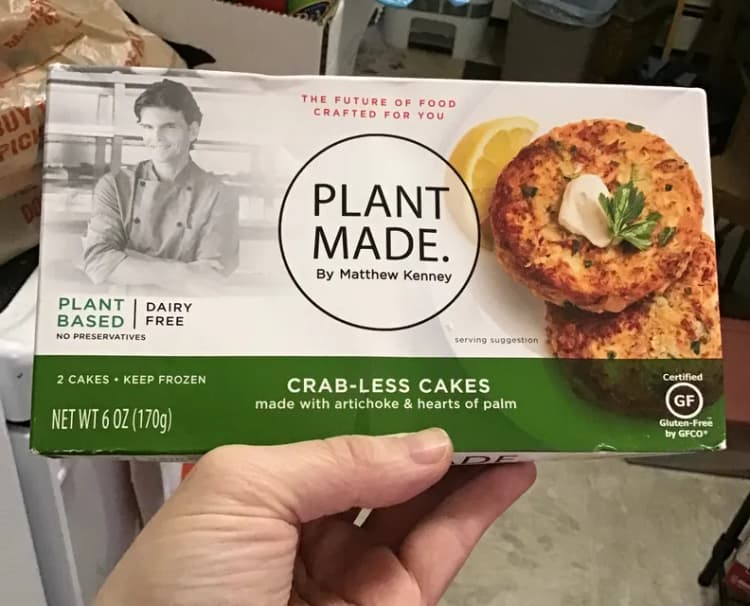 THE FUTURE OF FOOD
CRAFTED FOR YOU
PLANT
MADE.
By Matthew Kenney
PLANT
BASED
DAIRY
FREE
NO PRESERVATIVES
serving suggestion
2 CAKES • KEEP FROZEN
NET WT 6 OZ (170g)
CRAB-LESS CAKES
made with artichoke & hearts of palm
Certified
GF
Gluten-Free
by GFCO